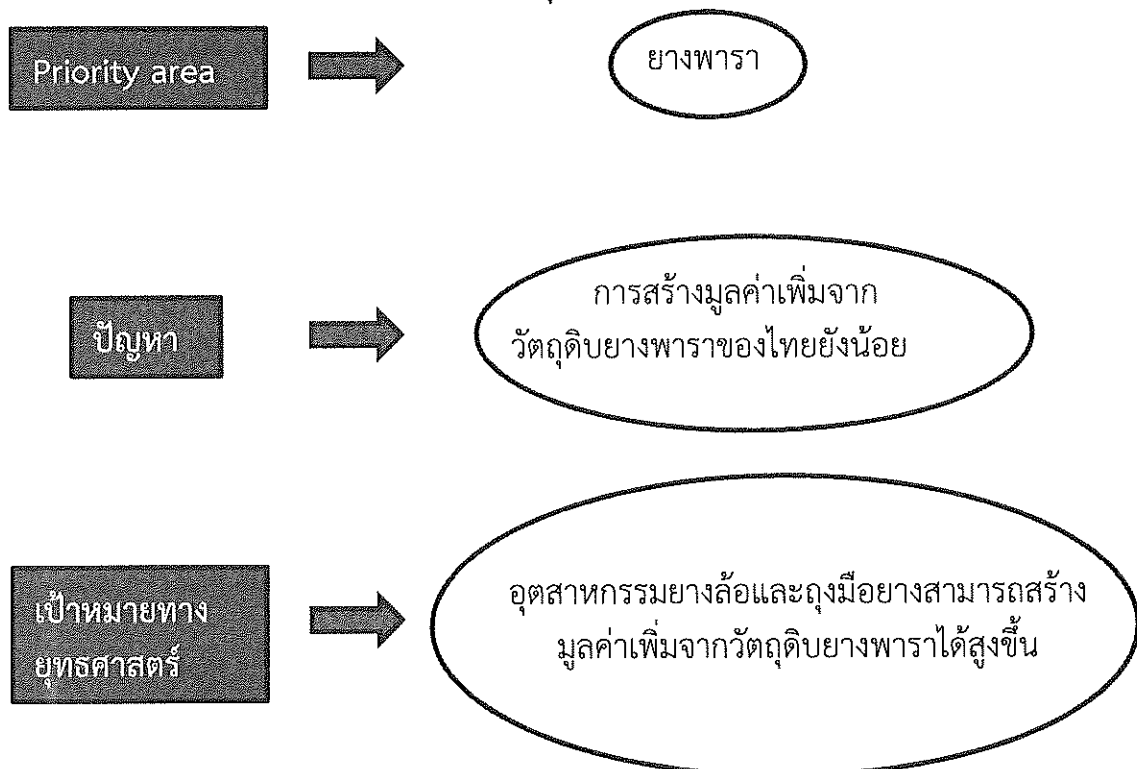 Priority area
ยางพารา
ปัญหา
การสร้างมูลค่าเพิ่มจาก
วัตถุดิบยางพาราของไทยยังน้อย
เป้าหมายทาง
ยุทธศาสตร์
อุตสาหกรรมยางล้อและถุงมือยางสามารถสร้าง
มูลค่าเพิ่มจากวัตถุดิบยางพาราได้สูงขึ้น